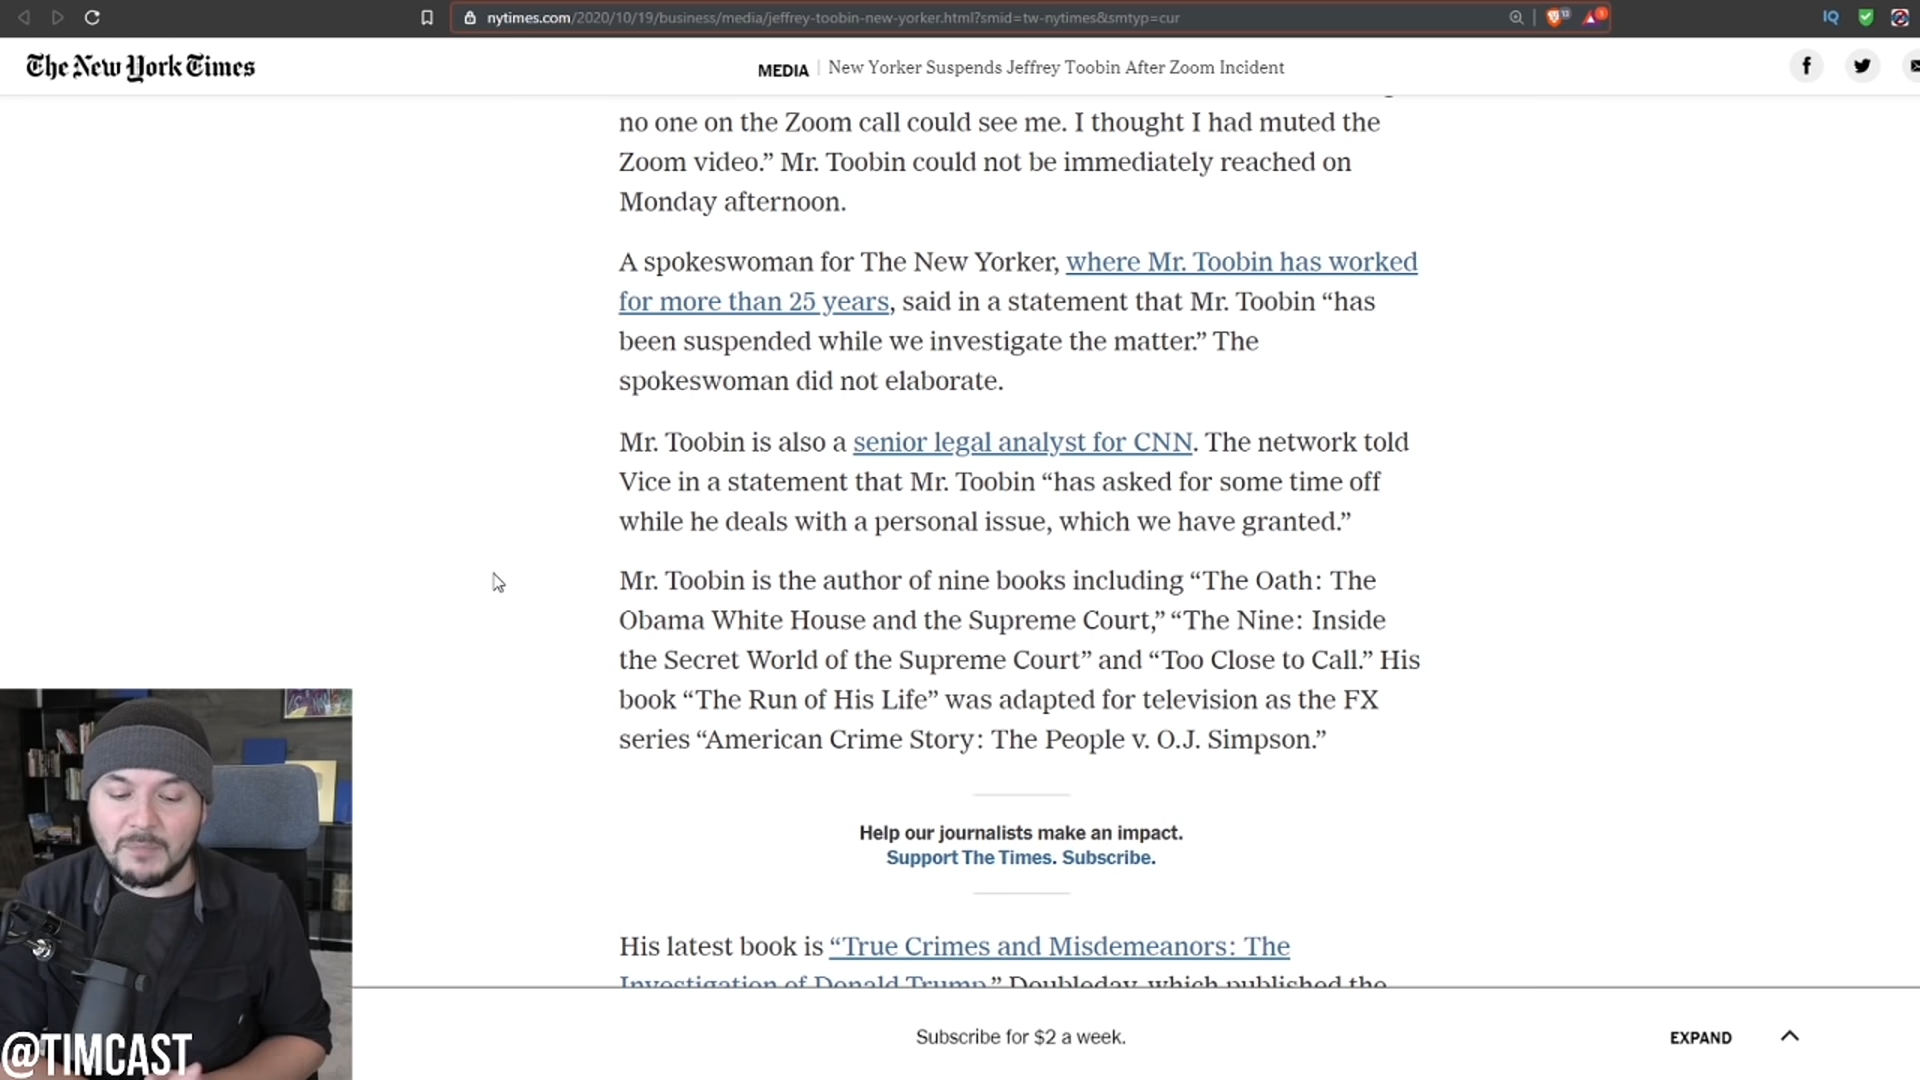 nytimes.com/2020/10/19/business/media/jeffrey-toobin-new-yorker.html?smid=tw-nytimes&smtyp=cur
IQ
The New York Times
MEDIA | New Yorker Suspends Jeffrey Toobin After Zoom Incident
no one on the Zoom call could see me. I thought I had muted the
Zoom video.” Mr. Toobin could not be immediately reached on
Monday afternoon.
A spokeswoman for The New Yorker, where Mr. Toobin has worked
for more than 25 years, said in a statement that Mr. Toobin “has
been suspended while we investigate the matter.” The
spokeswoman did not elaborate.
Mr. Toobin is also a senior legal analyst for CNN. The network told
Vice in a statement that Mr. Toobin “has asked for some time off
while he deals with a personal issue, which we have granted.”
Mr. Toobin is the author of nine books including “The Oath: The
Obama White House and the Supreme Court,” “The Nine: Inside
the Secret World of the Supreme Court” and “Too Close to Call.” His
book “The Run of His Life” was adapted for television as the FX
series “American Crime Story: The People v. O.J. Simpson.”
Help our journalists make an impact.
Support The Times. Subscribe.
His latest book is “True Crimes and Misdemeanors: The
Investigation of Donald Trump.” Doubleday, which published the
Subscribe for $2 a week.
EXPAND
@TIMCAST